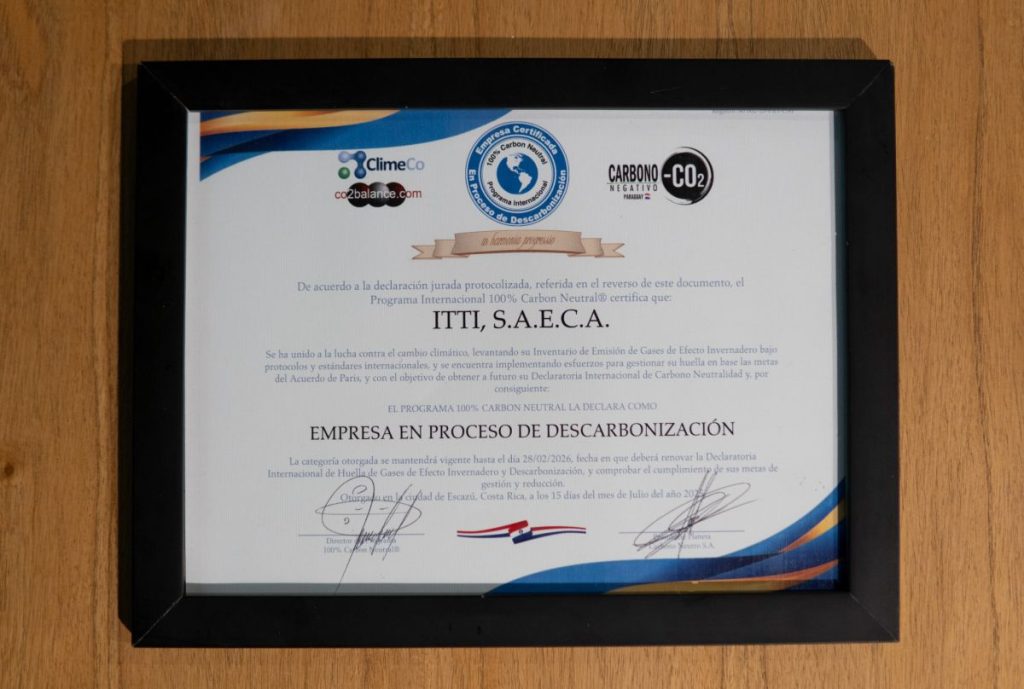 ClimeCo
co2balance.com
Empresa Certificada
100% Carbon Neutral
Programa Internacional
En Proceso de Descarbonización
CARBONO
NEGATIVO
PARAGUAY
-CO2
in harmonia progressio
De acuerdo a la declaración jurada protocolizada, referida en el reverso de este documento, el
Programa Internacional 100% Carbon Neutral® certifica que:
ITTI, S.A.E.C.A.
Se ha unido a la lucha contra el cambio climático, levantando su Inventario de Emisión de Gases de Efecto Invernadero bajo
protocolos y estándares internacionales, y se encuentra implementando esfuerzos para gestionar su huella en base las metas
del Acuerdo de Paris, y con el objetivo de obtener a futuro su Declaratoria Internacional de Carbono Neutralidad y, por
consiguiente:
EL PROGRAMA 100% CARBON NEUTRAL LA DECLARA COMO
EMPRESA EN PROCESO DE DESCARBONIZACIÓN
La categoría otorgada se mantendrá vigente hasta el día 28/02/2026, fecha en que deberá renovar la Declaratoria
Internacional de Huella de Gases de Efecto Invernadero y Descarbonización, y comprobar el cumplimiento de sus metas de
gestión y reducción.
Otorgado en la ciudad de Escazú, Costa Rica, a los 15 días del mes de Julio del año
Director
100% Carbon Neutral®
Planeta
Carbono Neutro S.A.